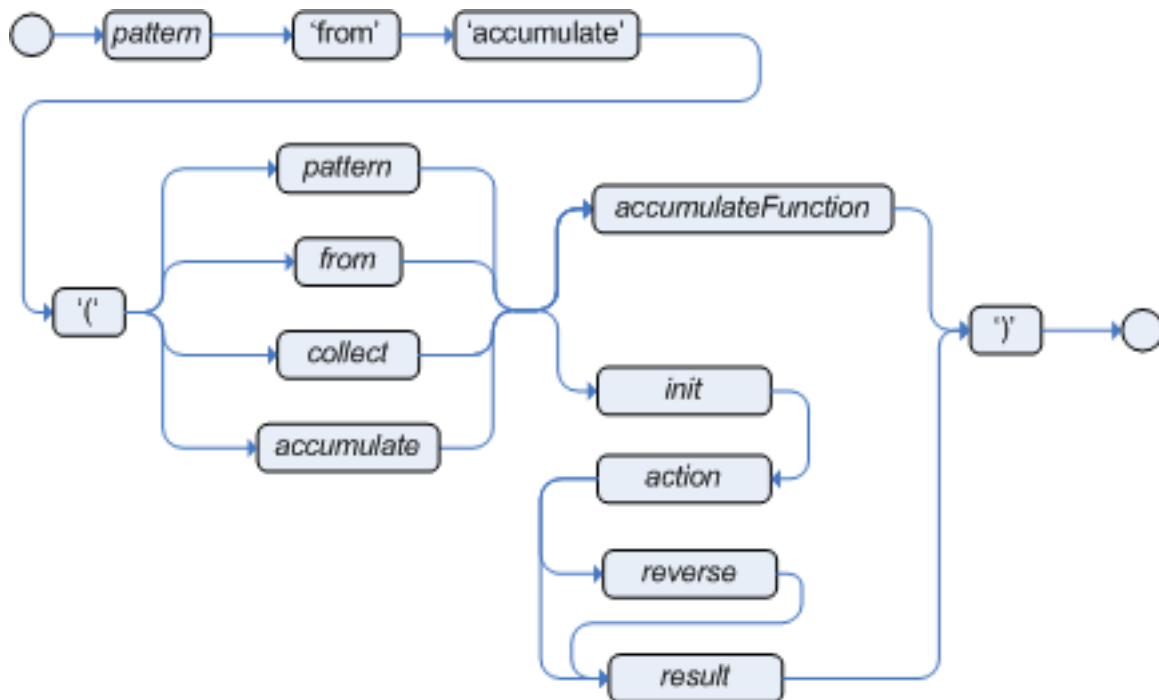 pattern
‘from’
‘accumulate’
pattern
from
‘(‘
collect
accumulate
accumulateFunction
init
action
reverse
result
‘)’